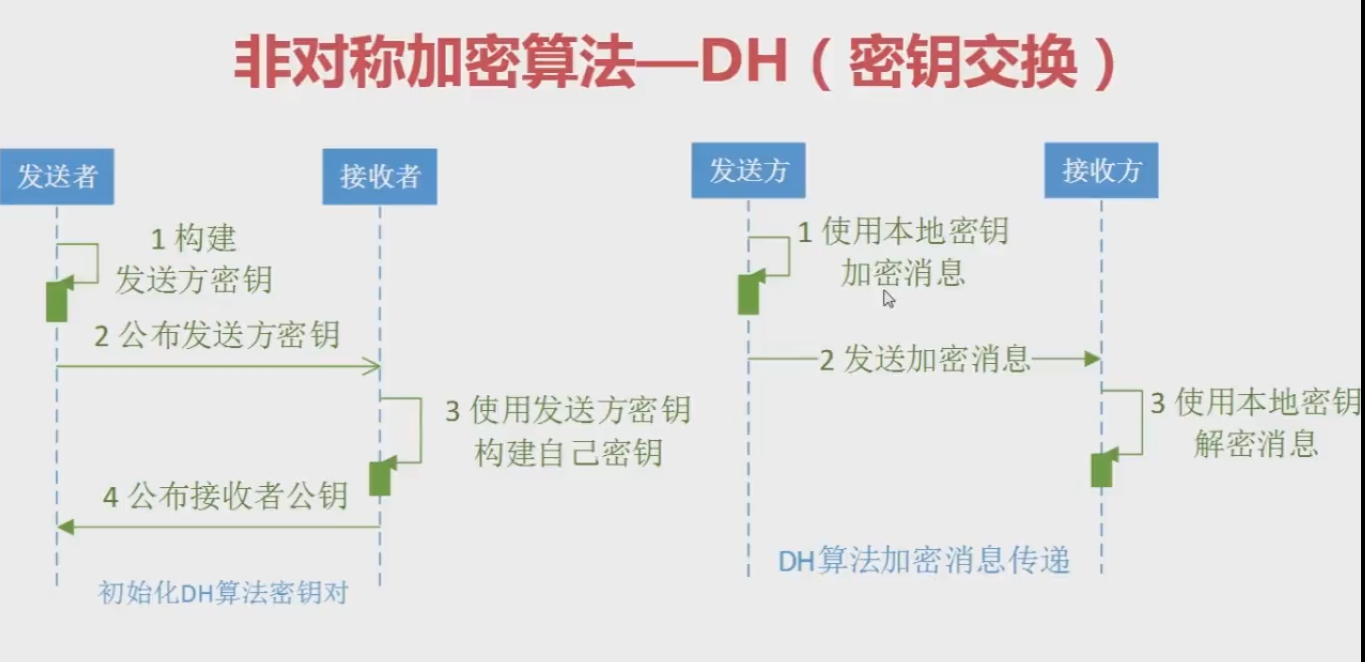 非对称加密算法—DH（密钥交换）
发送者
接收者
1 构建
发送方密钥
2 公布发送方密钥
3 使用发送方密钥
构建自己密钥
4 公布接收者公钥
初始化DH算法密钥对
发送方
接收方
1 使用本地密钥
加密消息
2 发送加密消息
3 使用本地密钥
解密消息
DH算法加密消息传递